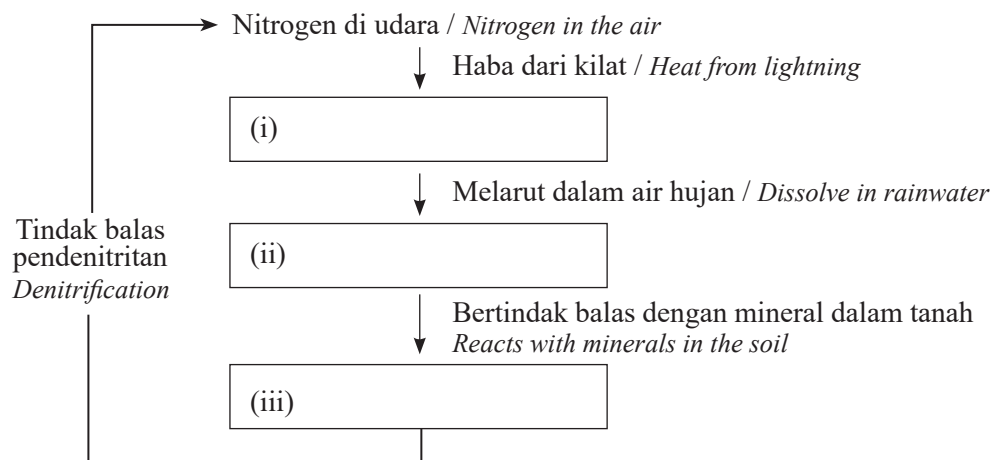 Nitrogen di udara / Nitrogen in the air
Haba dari kilat / Heat from lightning
(i)
Melarut dalam air hujan / Dissolve in rainwater
Tindak balas
pendenitritan
Denitrification
(ii)
Bertindak balas dengan mineral dalam tanah
Reacts with minerals in the soil
(iii)